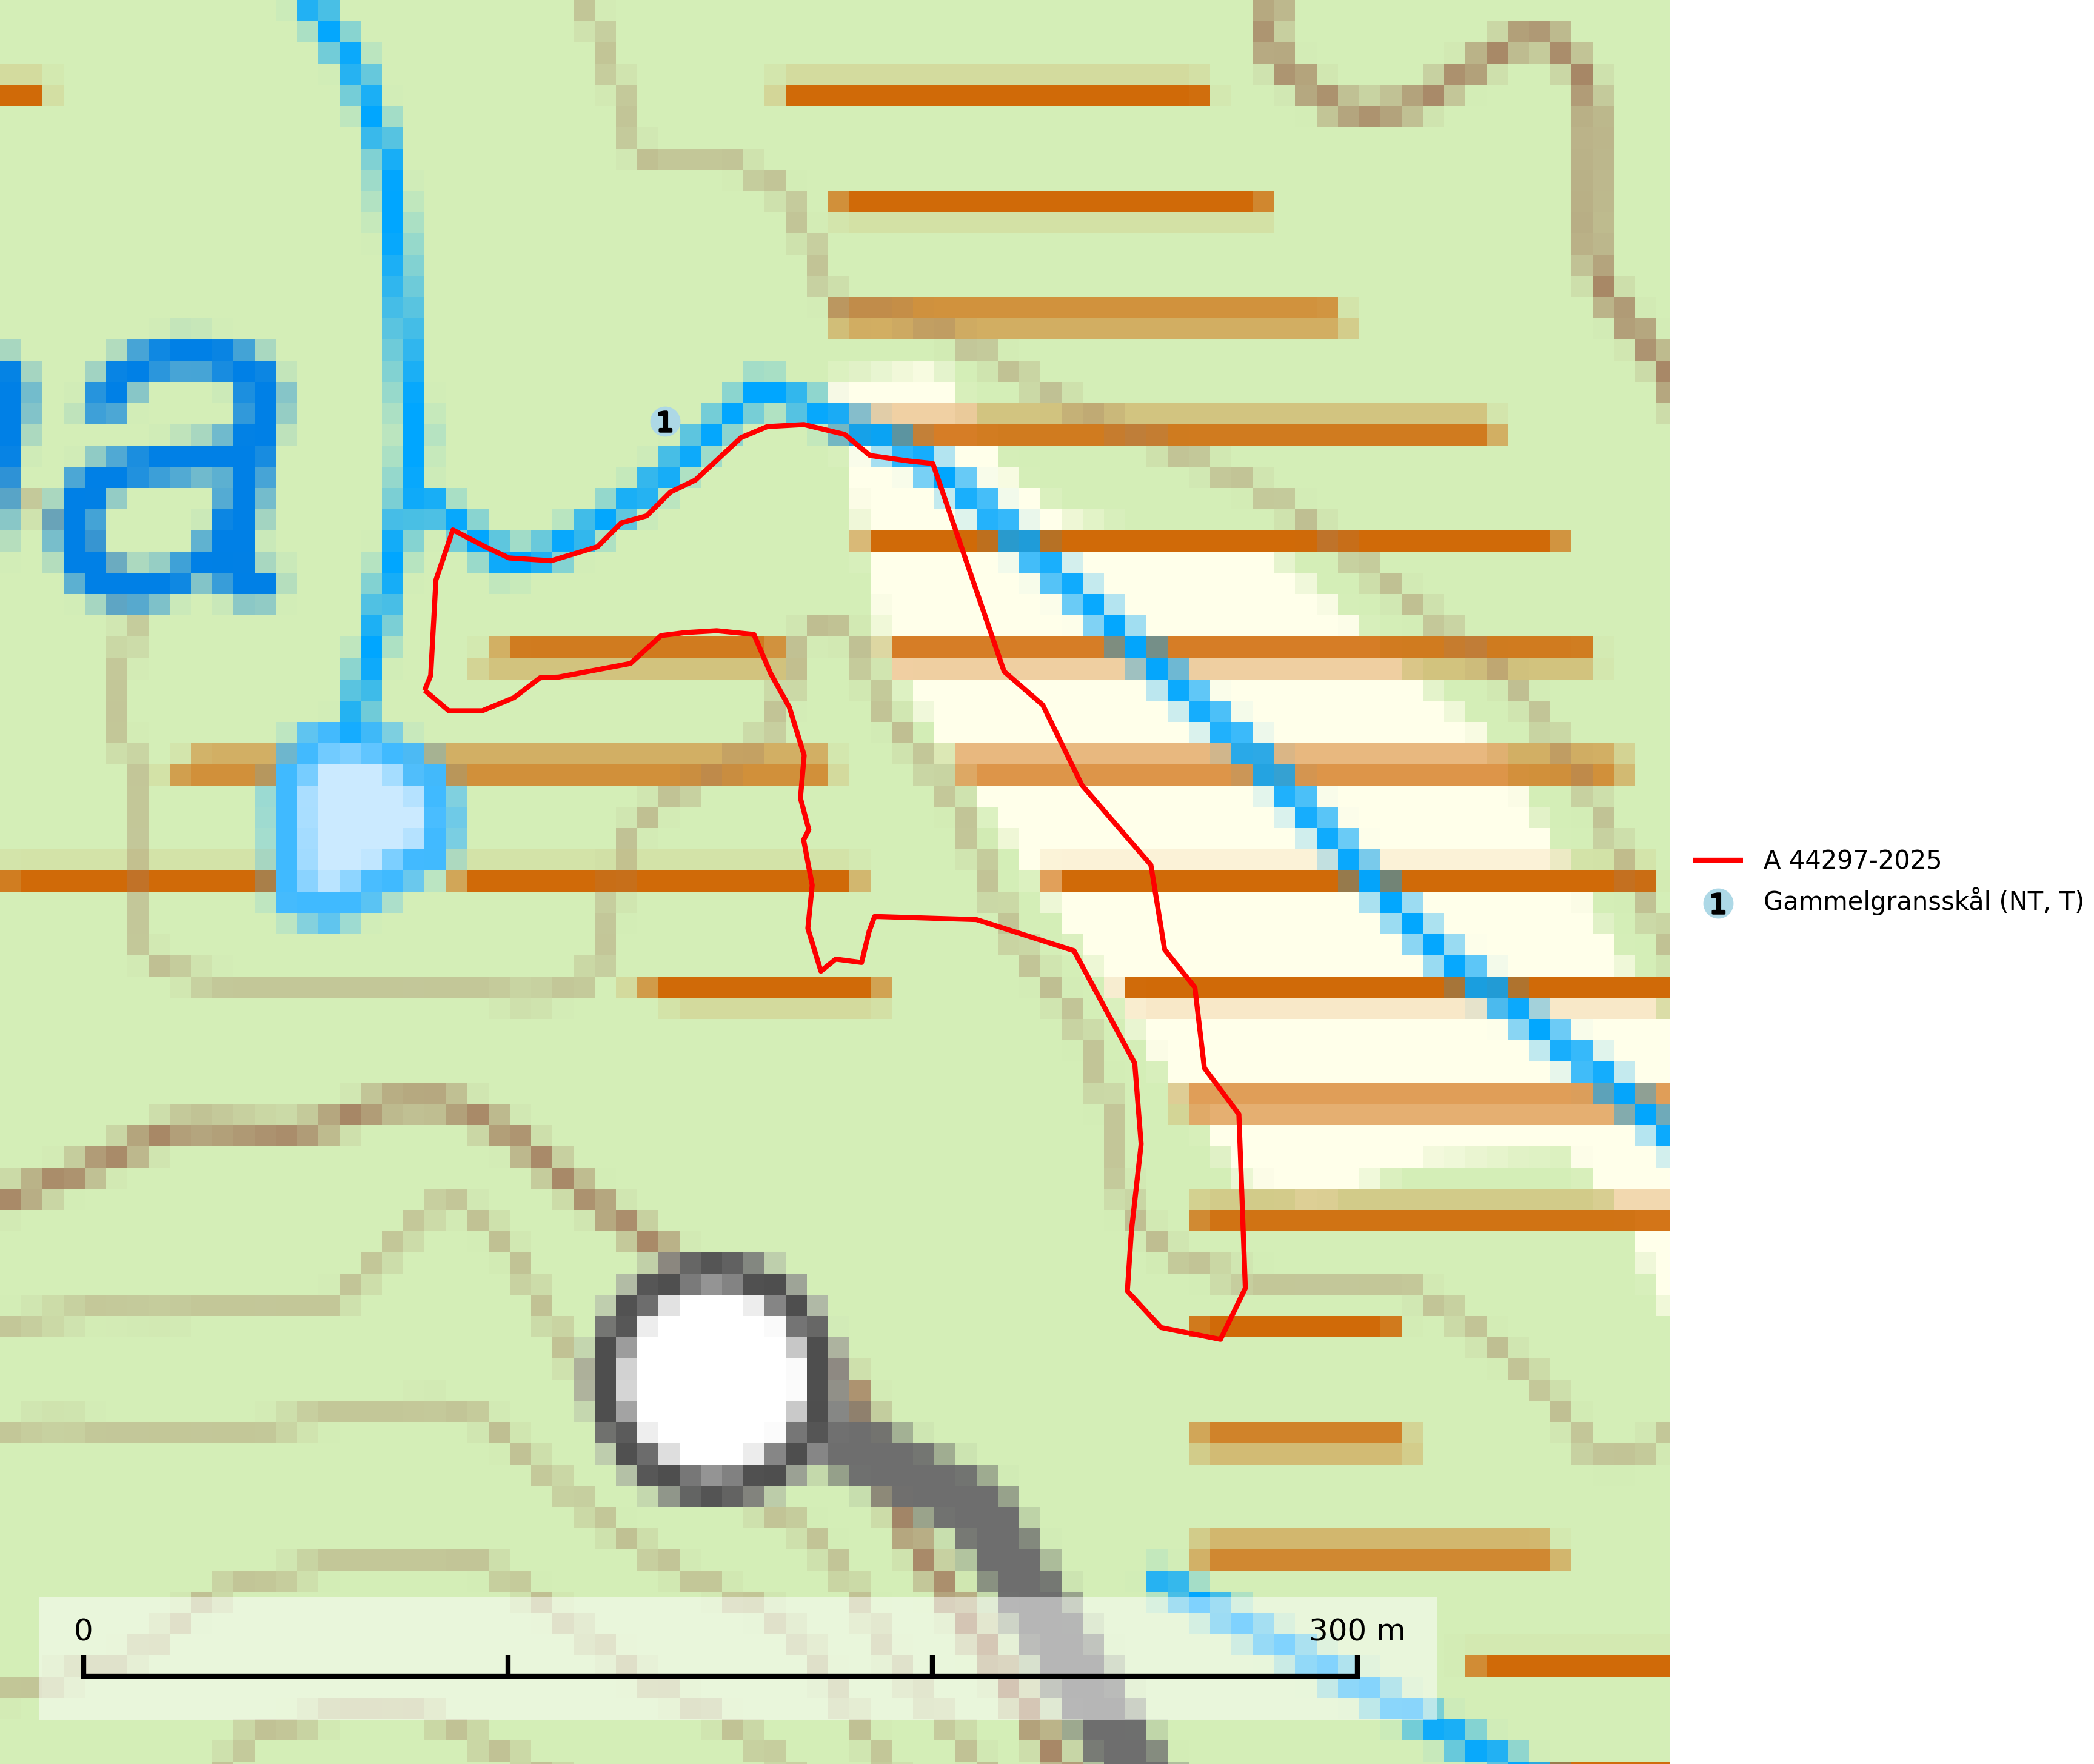 a
1
A 44297-2025
1 Gammelgransskål (NT, T)
0 300 m